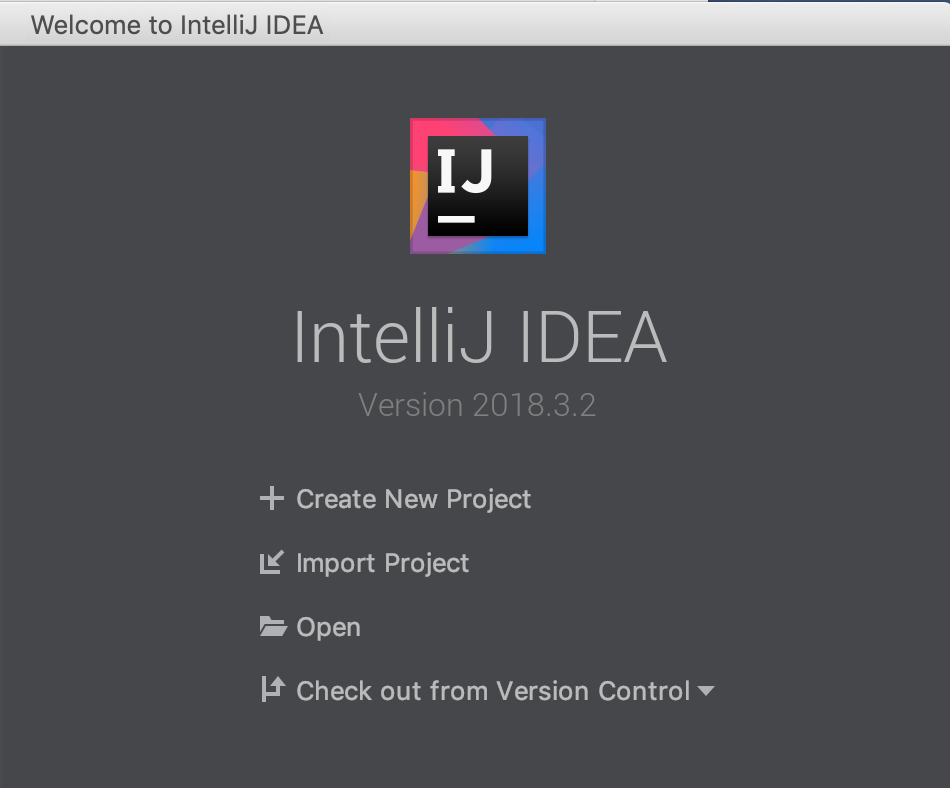 Welcome to IntelliJ IDEA
IJ
IntelliJ IDEA
Version 2018.3.2
Create New Project
Import Project
Open
Check out from Version Control